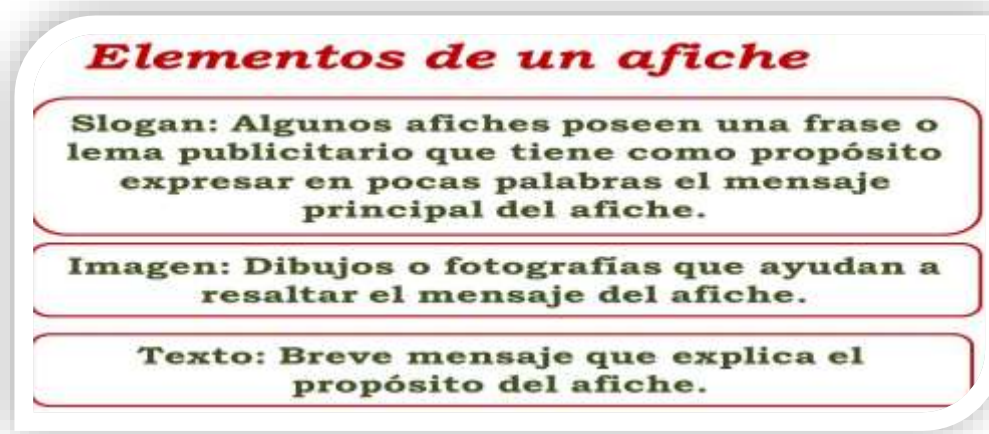 Elementos de un afiche
Slogan: Algunos afiches poseen una frase o
lema publicitario que tiene como propósito
expresar en pocas palabras el mensaje
principal del afiche.
Imagen: Dibujos o fotografías que ayudan a
resaltar el mensaje del afiche.
Texto: Breve mensaje que explica el
propósito del afiche.